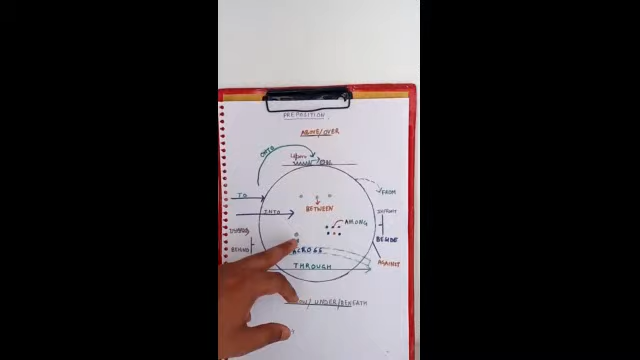 PREPOSITION
ABOVE/OVER
ONTO
UPON
ON
FROM
TO
INTO
BETWEEN
AMONG
BESIDE
BEHIND
ACROSS
AGAINST
THROUGH
/UNDER/BENEATH